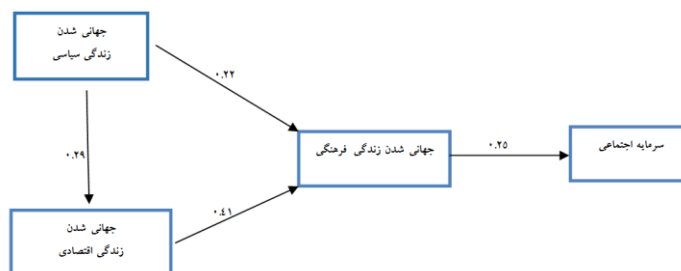 جهانی شدن
زندگی سیاسی
۰.۲۲
جهانی شدن زندگی فرهنگی
۰.۲۵
سرمایه اجتماعی
۰.۲۹
۰.٤۱
جهانی شدن
زندگی اقتصادی